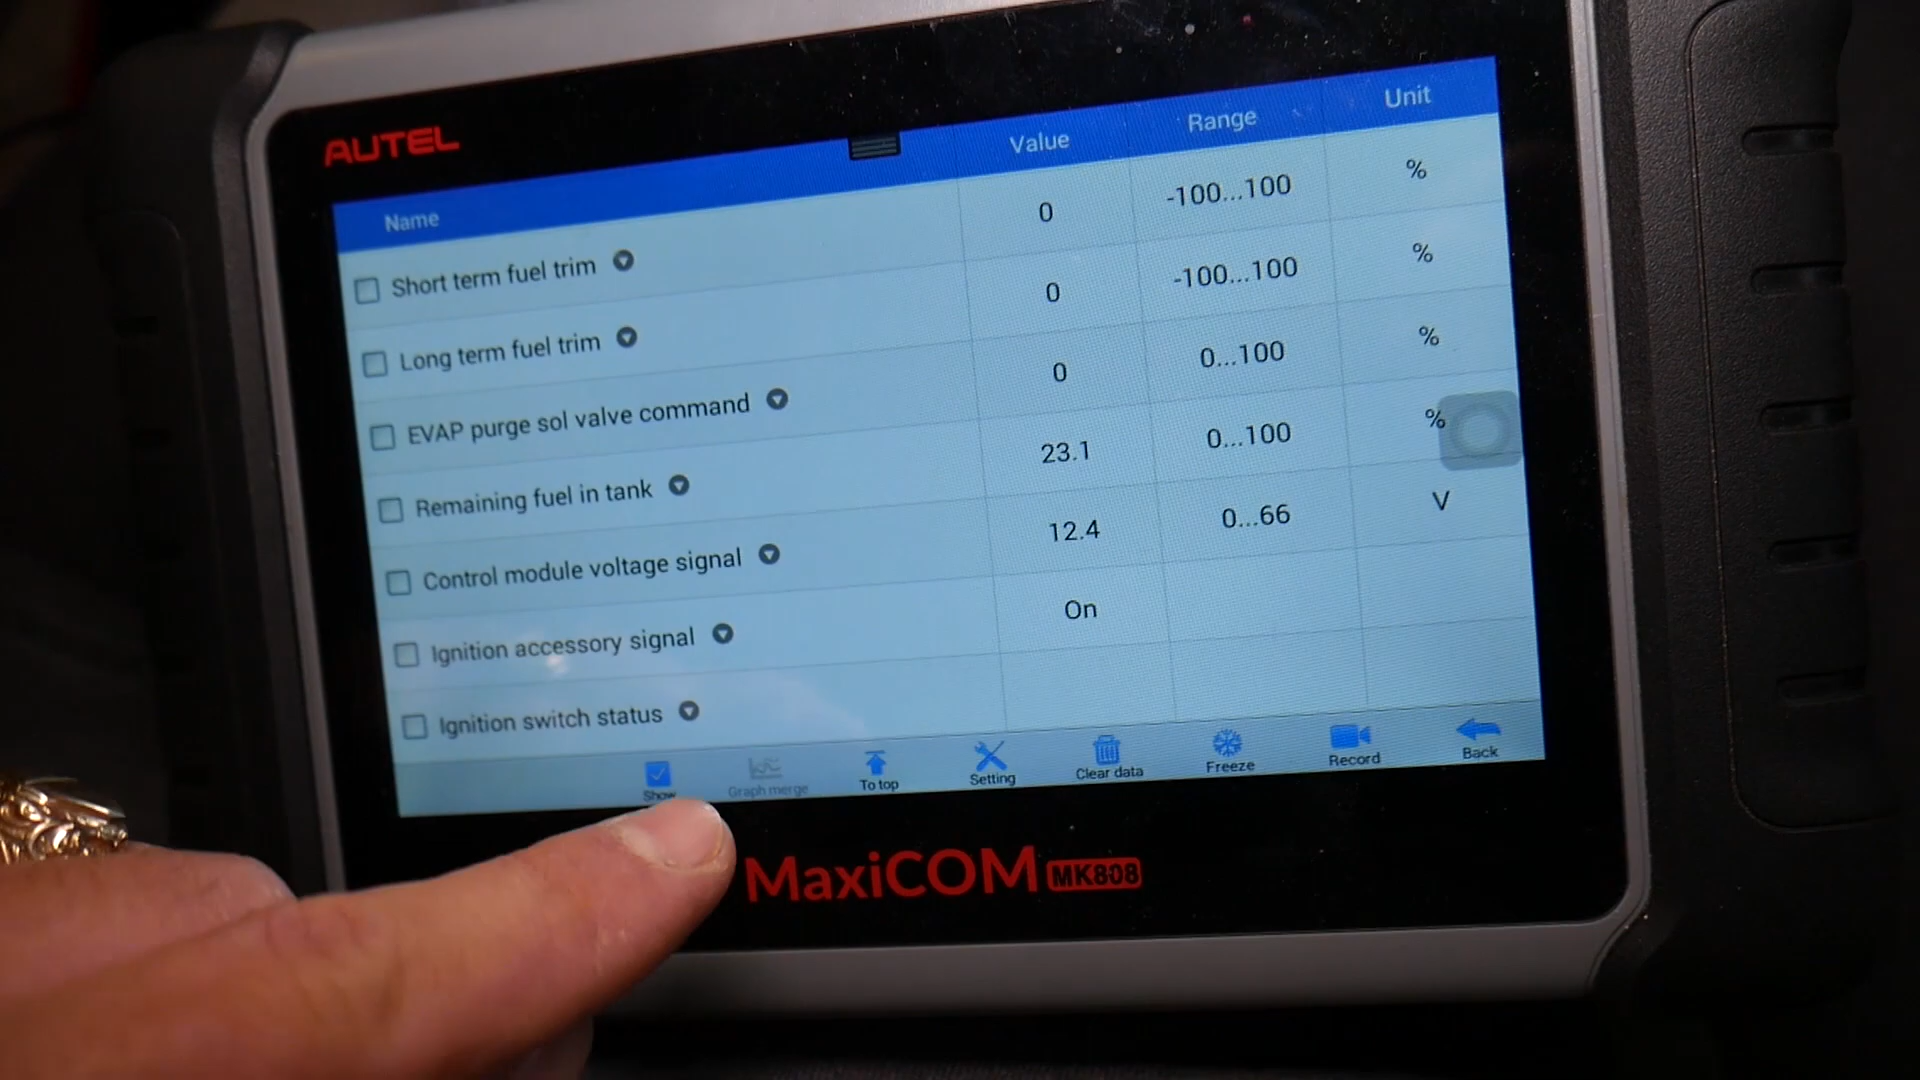 AUTEL
Name Value Range Unit
Short term fuel trim 0 -100...100 %
Long term fuel trim 0 -100...100 %
EVAP purge sol valve command 0 0...100 %
Remaining fuel in tank 23.1 0...100 %
Control module voltage signal 12.4 0...66 V
Ignition accessory signal On
Ignition switch status
Show Graph merge To top Setting Clear data Freeze Record Back
MaxiCOM MK808